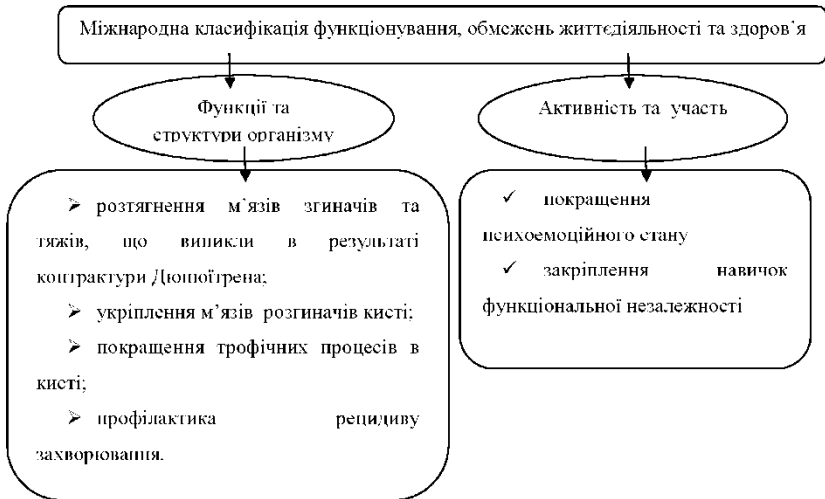 Міжнародна класифікація функціонування, обмежень життєдіяльності та здоров'я
Функції та
структури організму
Активність та участь
➢ розтягнення м'язів згиначів та
тяжів, що виникли в результаті
контрактури Дюпюїтрена;
➢ укріплення м'язів розгиначів кисті;
➢ покращення трофічних процесів в
кисті;
➢ профілактика рецидиву
захворювання.
✓ покращення
психоемоційного стану
✓ закріплення навичок
функціональної незалежності